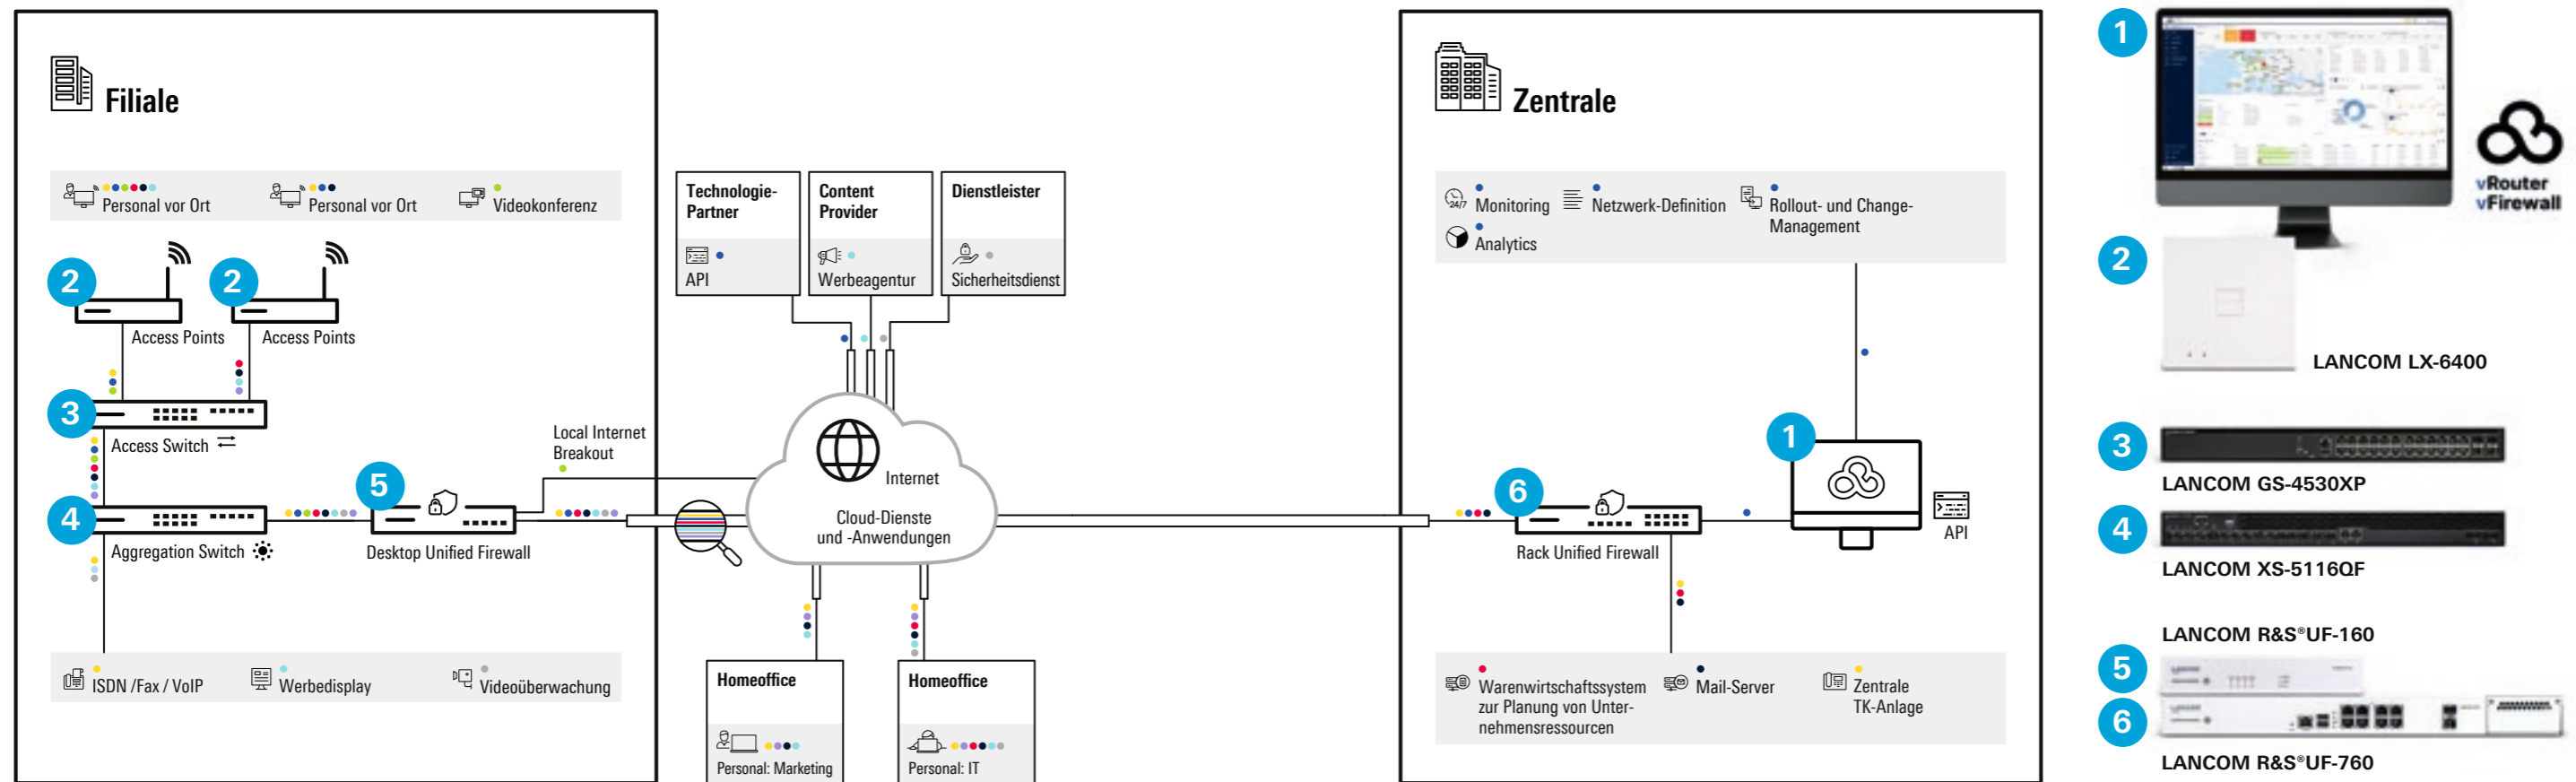 Filiale
Personal vor Ort
Personal vor Ort
Videokonferenz
2
2
Access Points
Access Points
3
Access Switch
4
Aggregation Switch
5
Desktop Unified Firewall
Local Internet
Breakout
ISDN /Fax / VoIP
Werbedisplay
Videoüberwachung
Technologie-
Partner
API
Content
Provider
Werbeagentur
Dienstleister
Sicherheitsdienst
Internet
Cloud-Dienste
und -Anwendungen
Homeoffice
Personal: Marketing
Homeoffice
Personal: IT
Zentrale
24/7
Monitoring
Netzwerk-Definition
Rollout- und Change-
Management
Analytics
1
6
Rack Unified Firewall
API
Warenwirtschaftssystem
zur Planung von Unter-
nehmensressourcen
Mail-Server
Zentrale
TK-Anlage
1
vRouter
vFirewall
2
LANCOM LX-6400
3
LANCOM GS-4530XP
4
LANCOM XS-5116QF
LANCOM R&S®UF-160
5
6
LANCOM R&S®UF-760